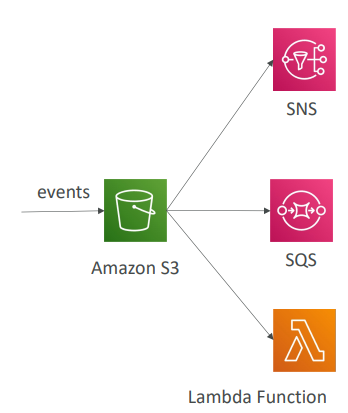 SNS
events
SQS
Amazon S3
Lambda Function